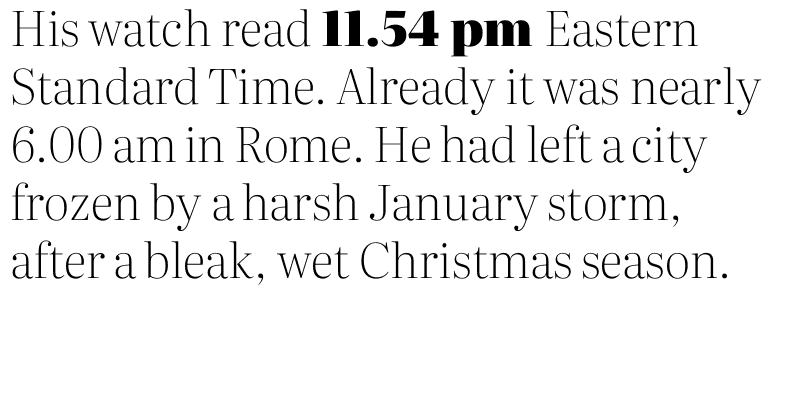 His watch read 11.54 pm Eastern
Standard Time. Already it was nearly
6.00 am in Rome. He had left a city
frozen by a harsh January storm,
after a bleak, wet Christmas season.